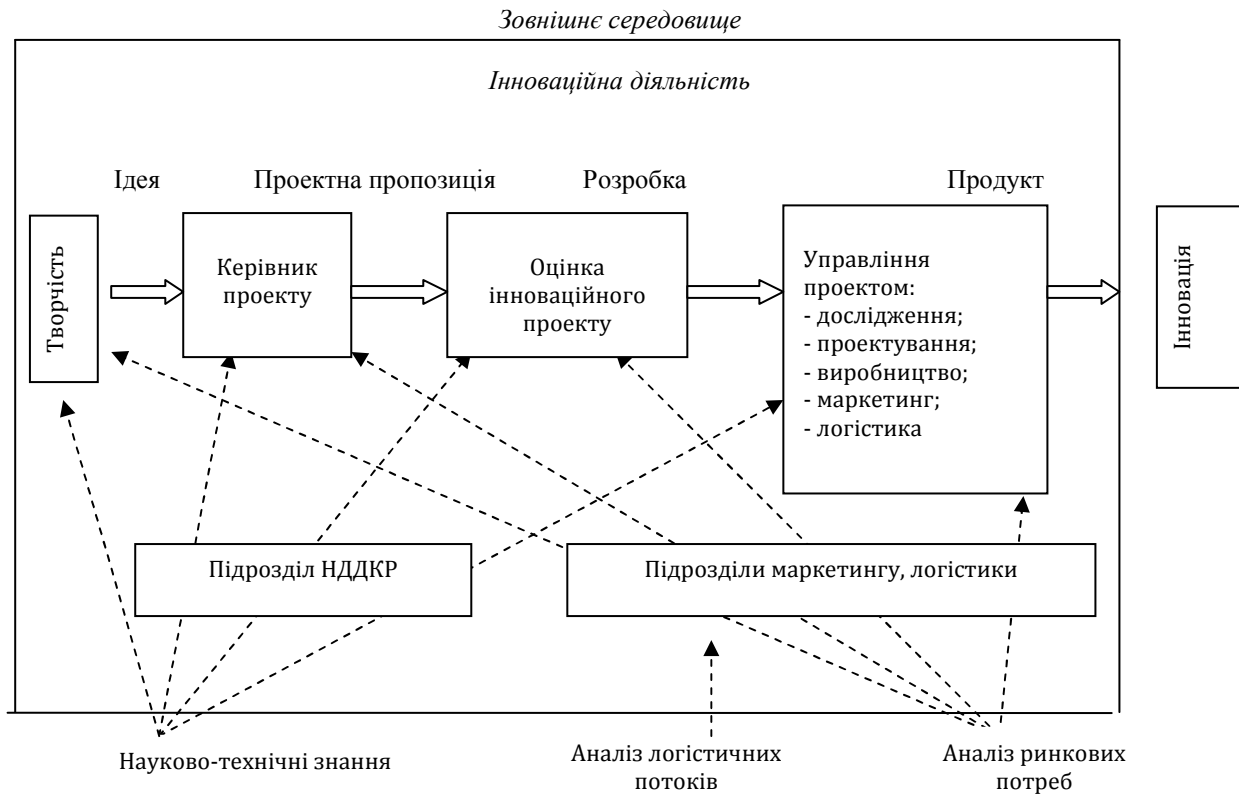 Зовнішнє середовище
Інноваційна діяльність
Ідея
Проектна пропозиція
Розробка
Продукт
Творчість
Керівник
проекту
Оцінка
інноваційного
проекту
Управління
проектом:
- дослідження;
- проектування;
- виробництво;
- маркетинг;
- логістика
Інновація
Підрозділ НДДКР
Підрозділи маркетингу, логістики
Науково-технічні знання
Аналіз логістичних
потоків
Аналіз ринкових
потреб